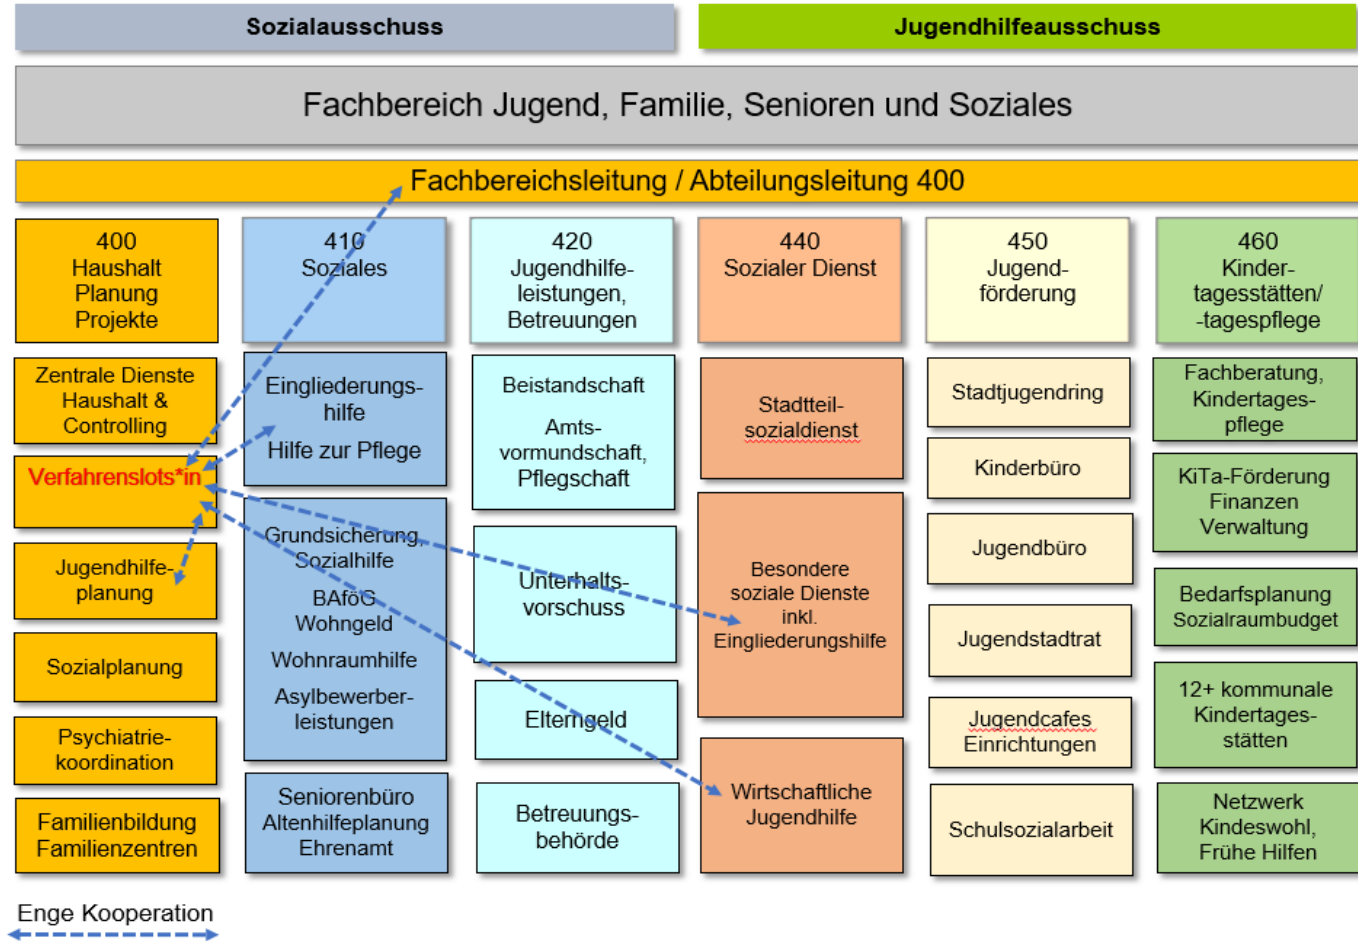 Sozialausschuss
Jugendhilfeausschuss
Fachbereich Jugend, Familie, Senioren und Soziales
Fachbereichsleitung / Abteilungsleitung 400
400
Haushalt
Planung
Projekte
Zentrale Dienste
Haushalt &
Controlling
Verfahrenslots*in
Jugendhilfe-
planung
Sozialplanung
Psychiatrie-
koordination
Familienbildung
Familienzentren
410
Soziales
Eingliederungs-
hilfe
Hilfe zur Pflege
Grundsicherung,
Sozialhilfe
BAföG
Wohngeld
Wohnraumhilfe
Asylbewerber-
leistungen
Seniorenbüro
Altenhilfeplanung
Ehrenamt
420
Jugendhilfe-
leistungen,
Betreuungen
Beistandschaft
Amts-
vormundschaft,
Pflegschaft
Unterhalts-
vorschuss
Elterngeld
Betreuungs-
behörde
440
Sozialer Dienst
Stadtteil-
sozialdienst
Besondere
soziale Dienste
inkl.
Eingliederungshilfe
Wirtschaftliche
Jugendhilfe
450
Jugend-
förderung
Stadtjugendring
Kinderbüro
Jugendbüro
Jugendstadtrat
Jugendcafes
Einrichtungen
Schulsozialarbeit
460
Kinder-
tagesstätten/
-tagespflege
Fachberatung,
Kindertages-
pflege
KiTa-Förderung
Finanzen
Verwaltung
Bedarfsplanung
Sozialraumbudget
12+ kommunale
Kindertages-
stätten
Netzwerk
Kindeswohl,
Frühe Hilfen
Enge Kooperation